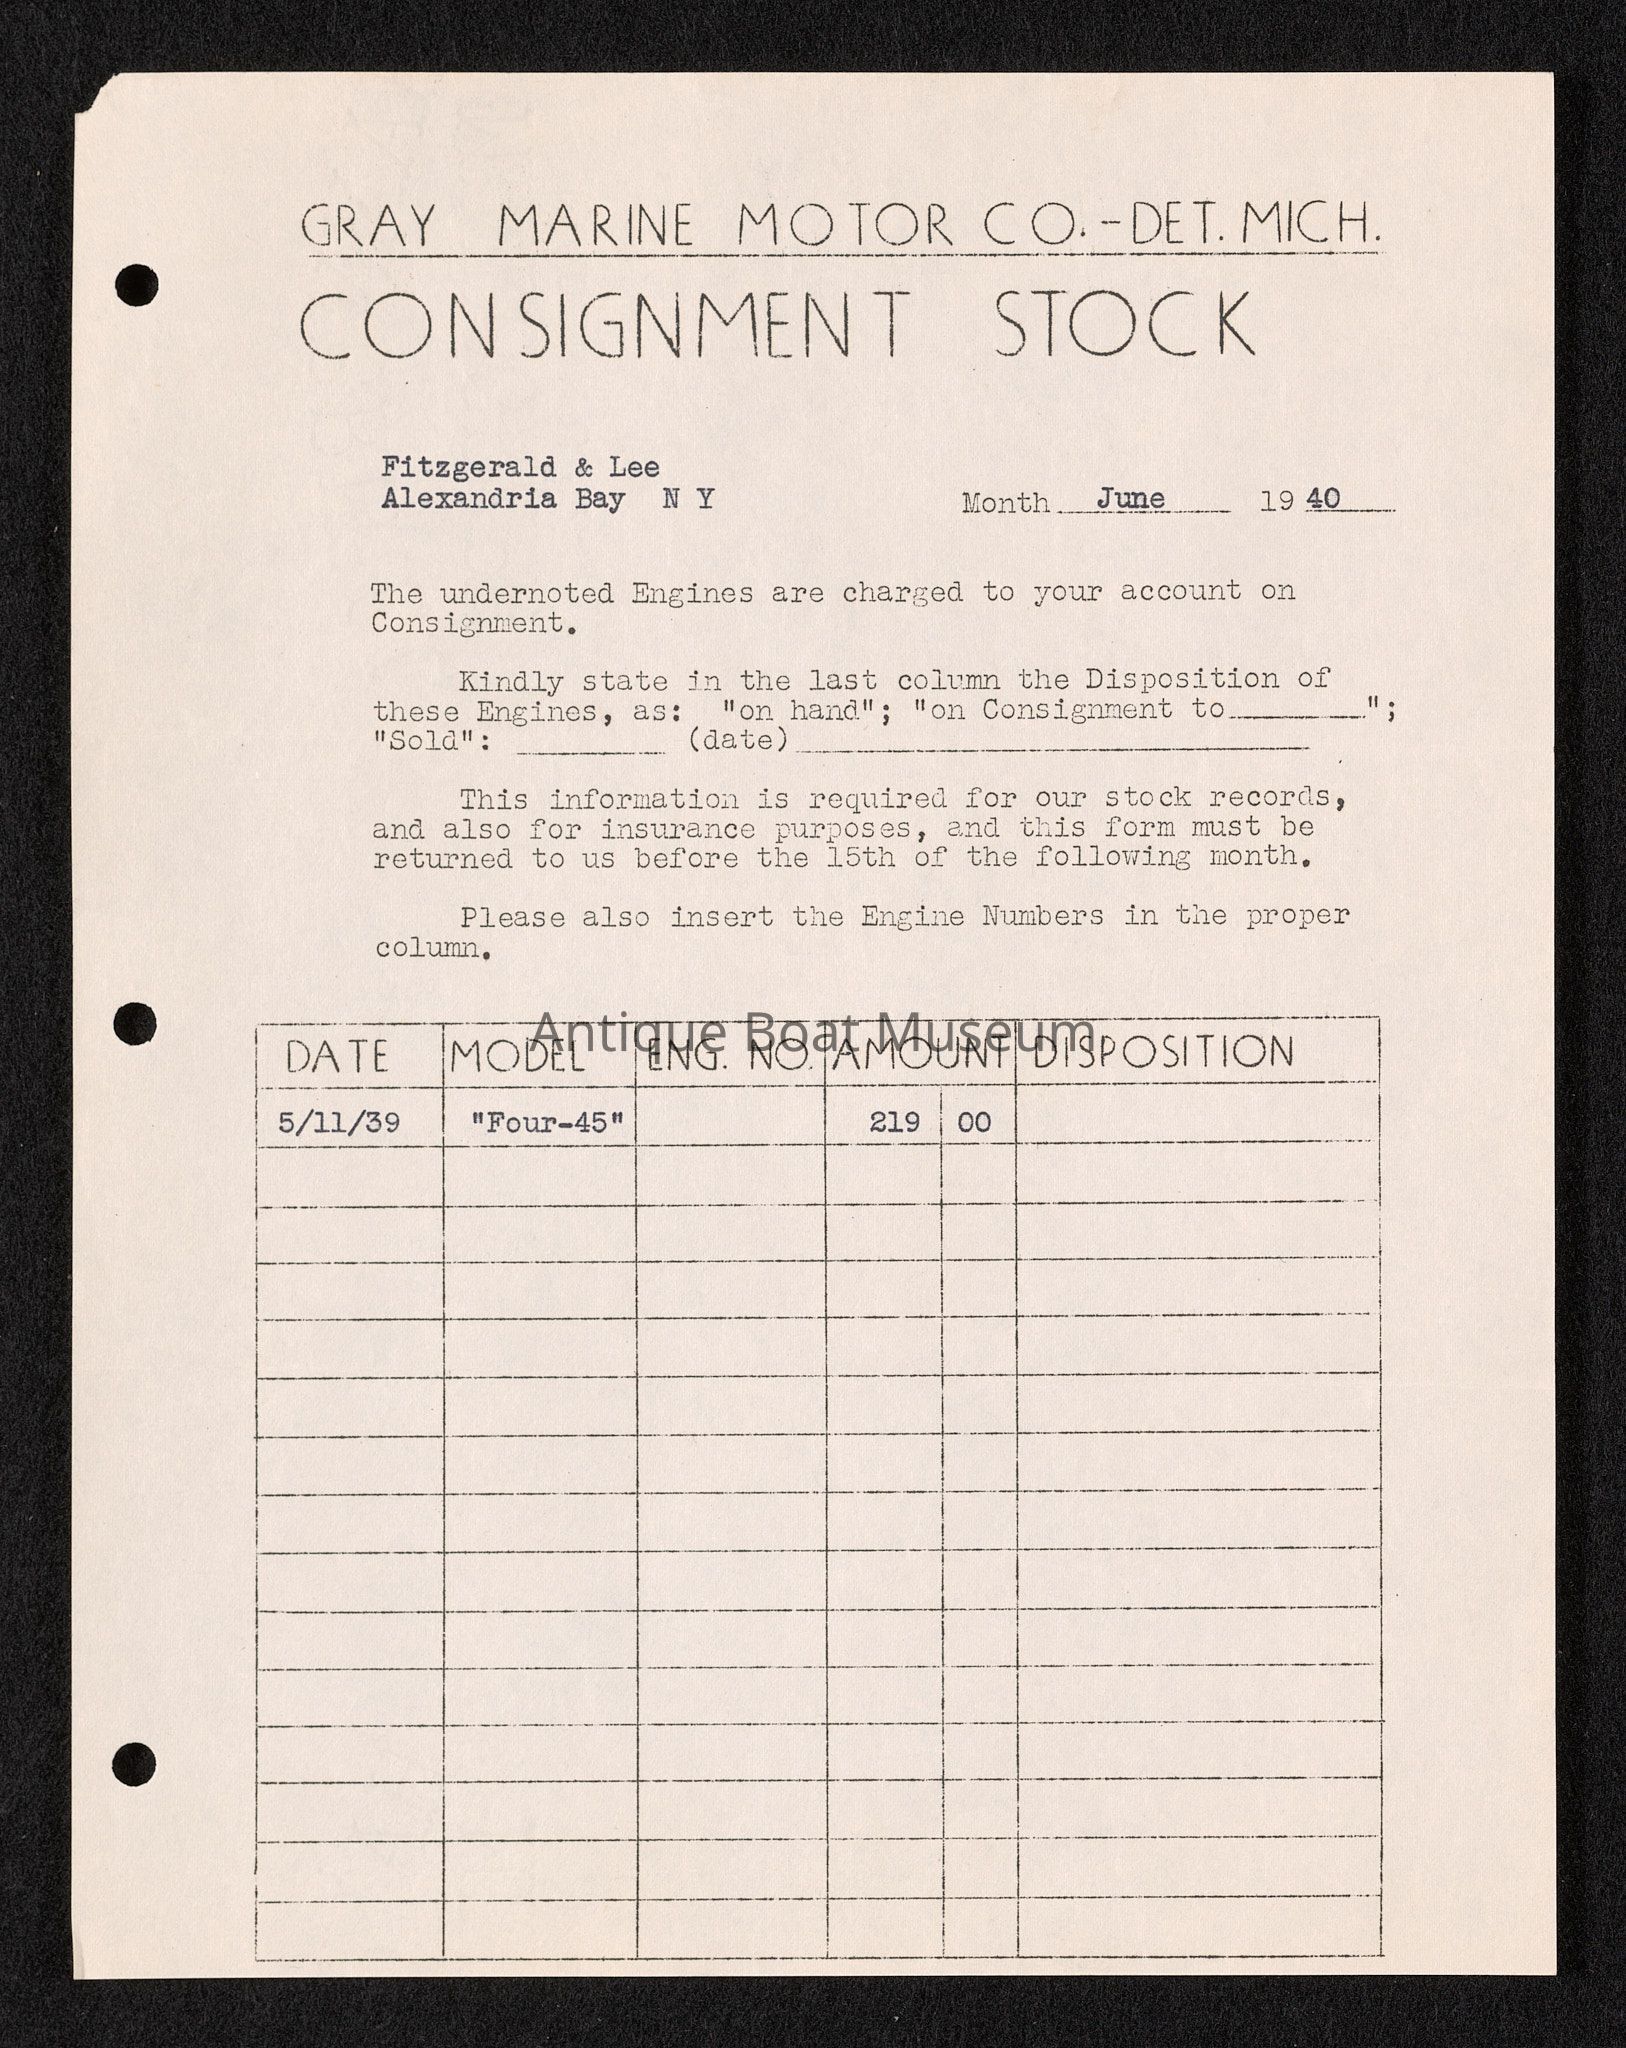 GRAY MARINE MOTOR CO.-DET. MICH.
CONSIGNMENT STOCK
Fitzgerald & Lee
Alexandria Bay N Y
Month June 1940
The undernoted Engines are charged to your account on
Consignment.
Kindly state in the last column the Disposition of
these Engines, as: "on hand"; "on Consignment to________";
"Sold": ________ (date)________
This information is required for our stock records,
and also for insurance purposes, and this form must be
returned to us before the 15th of the following month.
Please also insert the Engine Numbers in the proper
column.
Antique Boat Museum
DATE MODEL ENG. NO. AMOUNT DISPOSITION
5/11/39 "Four-45" 219 00